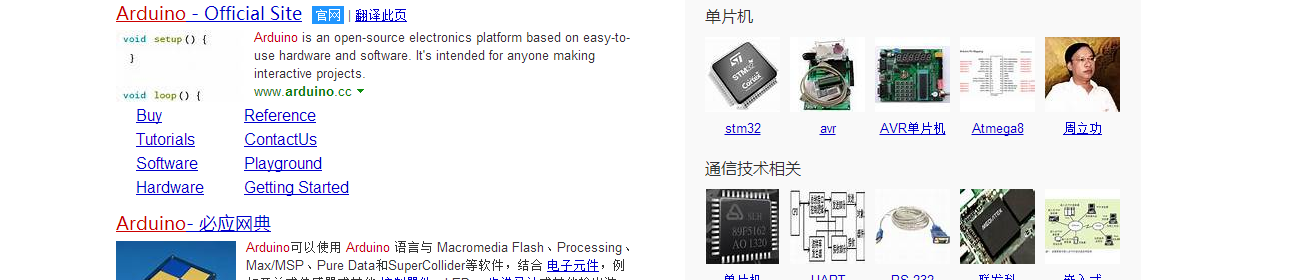 Arduino - Official Site 官网 | 翻译此页
void setup() {
}
void loop() {
Arduino is an open-source electronics platform based on easy-to-
use hardware and software. It's intended for anyone making
interactive projects.
www.arduino.cc
Buy Reference
Tutorials ContactUs
Software Playground
Hardware Getting Started
Arduino- 必应网典
Arduino可以使用 Arduino 语言与 Macromedia Flash、Processing、
Max/MSP、Pure Data和SuperCollider等软件，结合 电子元件，例
单片机
STM32
Cortex
stm32 avr AVR单片机 Atmega8 周立功
通信技术相关
89F5162
AO 1320
MEDIATEK
UART RS-232 联发科 嵌入式